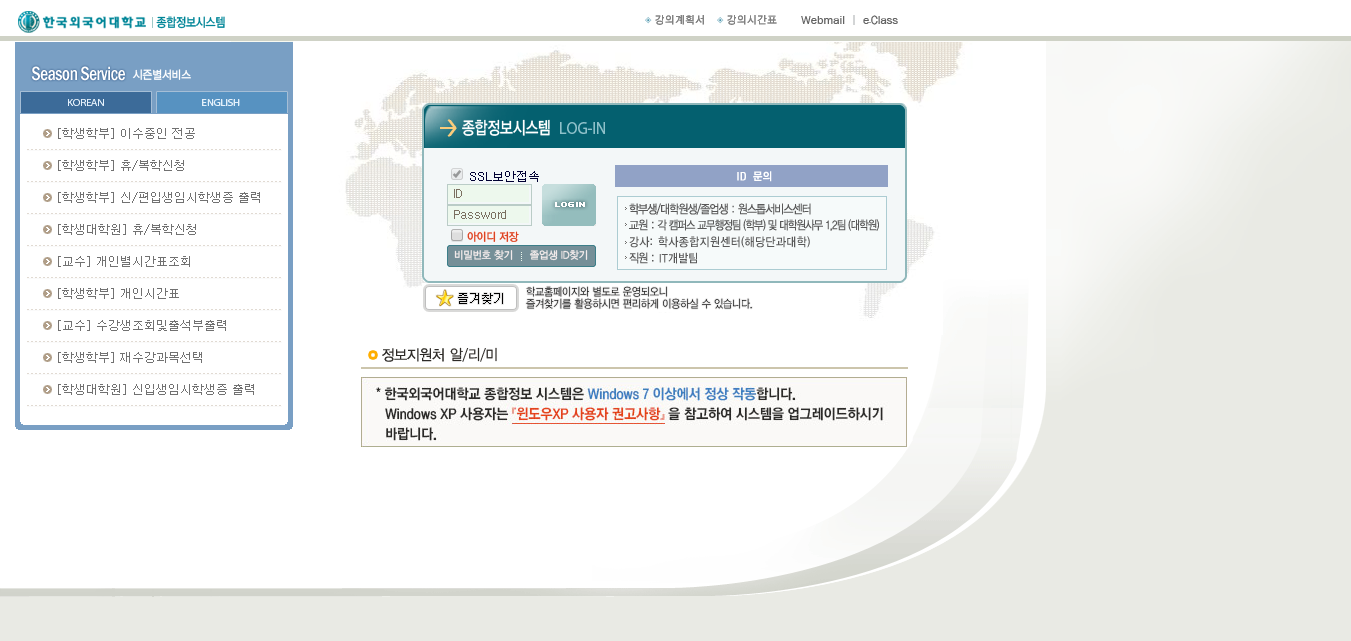 한국외국어대학교 | 종합정보시스템
강의계획서 강의시간표 Webmail | e-Class
Season Service 시즌별서비스
KOREAN ENGLISH
[학생학부] 이수중인 전공
[학생학부] 휴/복학신청
[학생학부] 신/편입생임시학생증 출력
[학생대학원] 휴/복학신청
[교수] 개인별시간표조회
[학생학부] 개인시간표
[교수] 수강생조회및출석부출력
[학생학부] 재수강과목선택
[학생대학원] 신입생임시학생증 출력
종합정보시스템 LOG-IN
SSL보안접속
ID
Password
LOGIN
아이디 저장
비밀번호 찾기 졸업생 ID찾기
ID 문의
학부생/대학원생/졸업생 : 원스톱서비스센터
교원 : 각 캠퍼스 교무행정팀 (학부) 및 대학원사무 1,2팀 (대학원)
강사: 학사종합지원센터(해당단과대학)
직원 : IT개발팀
즐겨찾기
학교홈페이지와 별도로 운영되오니
즐겨찾기를 활용하시면 편리하게 이용하실 수 있습니다.
정보지원처 알/리/미
* 한국외국어대학교 종합정보 시스템은 Windows 7 이상에서 정상 작동합니다.
Windows XP 사용자는 『윈도우XP 사용자 권고사항』을 참고하여 시스템을 업그레이드하시기
바랍니다.